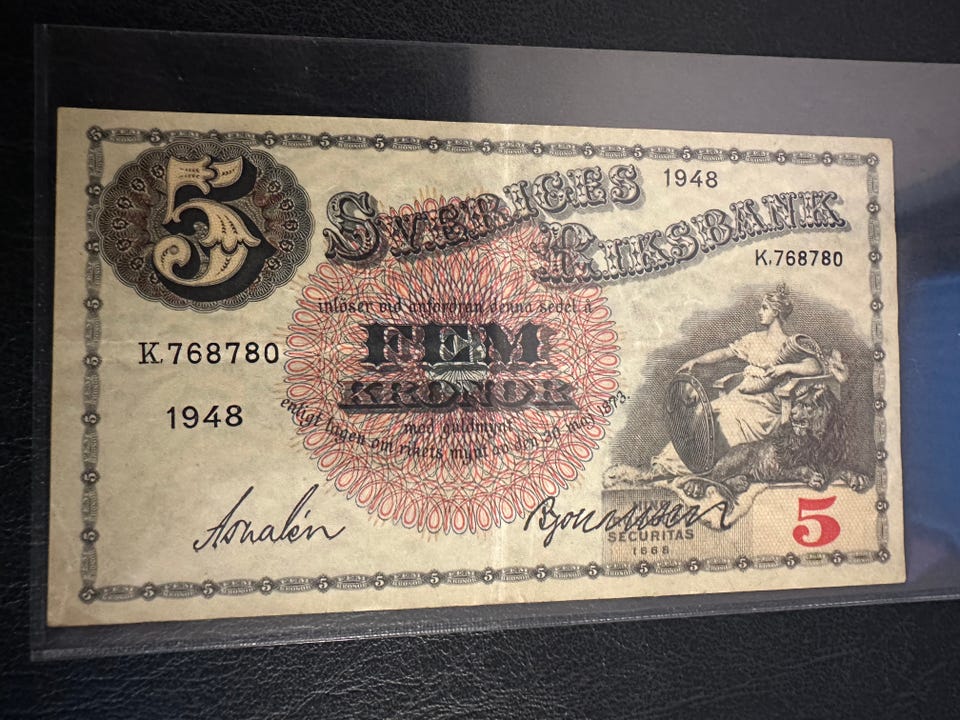 5
SVERIGES 1948
RIKSBANK
K.768780
inlöser vid anfordran denna sedel å
FEM
KRONOR
K.768780
med guldmynt
1948
enligt lagen om rikets mynt av den 30 maj 1873.
SECURITAS
1668
5